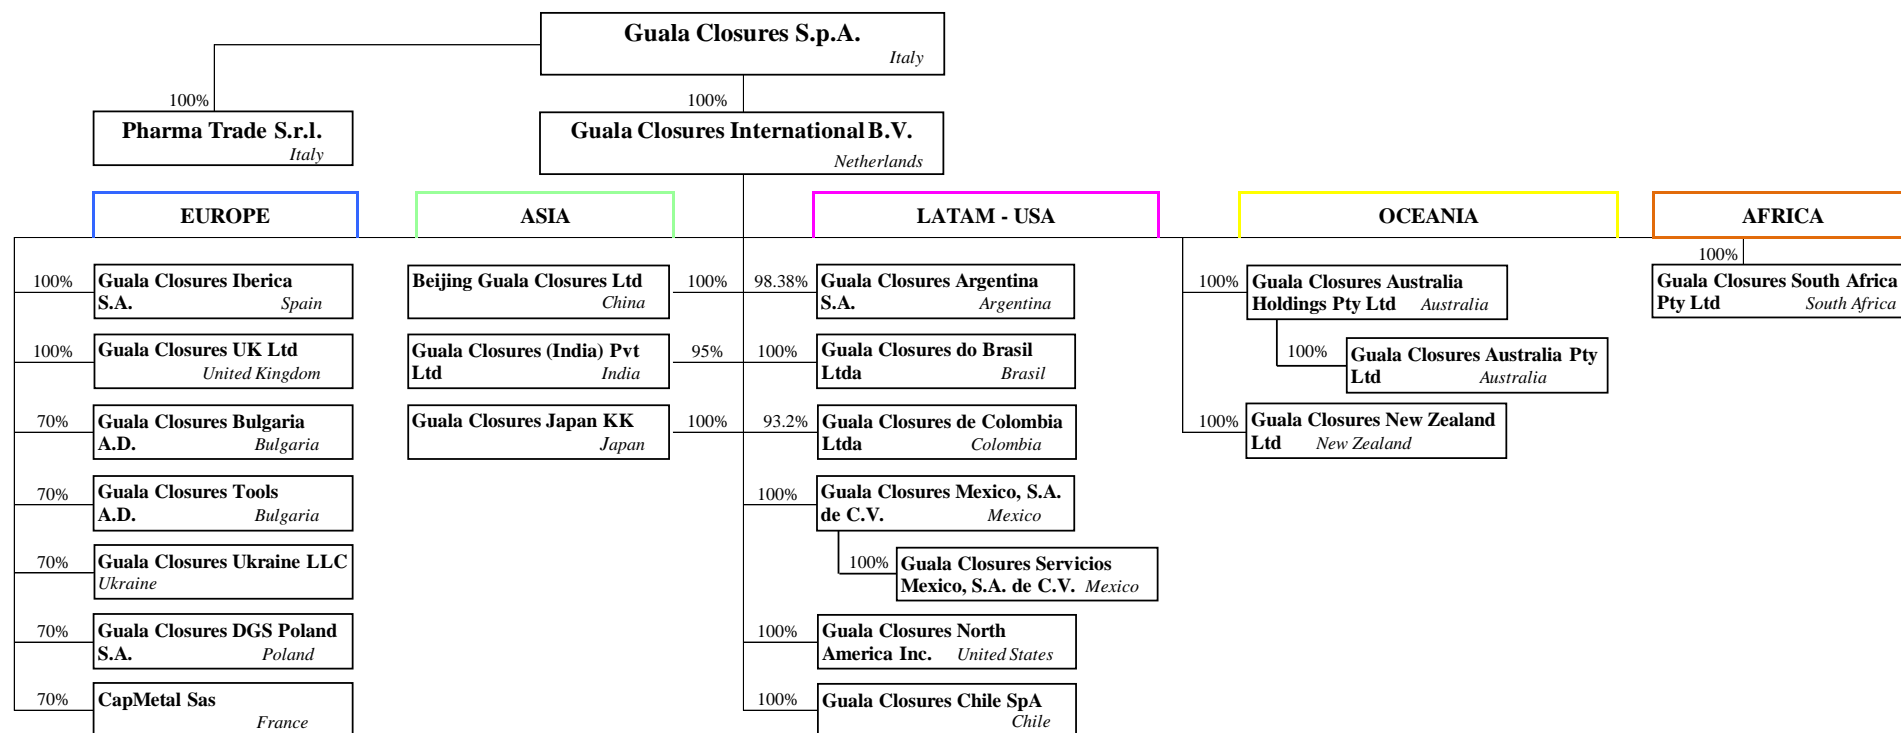 Guala Closures S.p.A.
Italy
100%
100%
Pharma Trade S.r.l.
Italy
Guala Closures International B.V.
Netherlands
EUROPE
ASIA
LATAM - USA
OCEANIA
AFRICA
100%
Guala Closures Iberica
S.A. Spain
100%
Guala Closures UK Ltd
United Kingdom
70%
Guala Closures Bulgaria
A.D. Bulgaria
70%
Guala Closures Tools
A.D. Bulgaria
70%
Guala Closures Ukraine LLC
Ukraine
70%
Guala Closures DGS Poland
S.A. Poland
70%
CapMetal Sas
France
Beijing Guala Closures Ltd
China
100%
Guala Closures (India) Pvt
Ltd India
95%
Guala Closures Japan KK
Japan
100%
98.38%
Guala Closures Argentina
S.A. Argentina
100%
Guala Closures do Brasil
Ltda Brasil
93.2%
Guala Closures de Colombia
Ltda Colombia
100%
Guala Closures Mexico, S.A.
de C.V. Mexico
100%
Guala Closures Servicios
Mexico, S.A. de C.V. Mexico
100%
Guala Closures North
America Inc. United States
100%
Guala Closures Chile SpA
Chile
100%
Guala Closures Australia
Holdings Pty Ltd Australia
100%
Guala Closures Australia Pty
Ltd Australia
100%
Guala Closures New Zealand
Ltd New Zealand
100%
Guala Closures South Africa
Pty Ltd South Africa